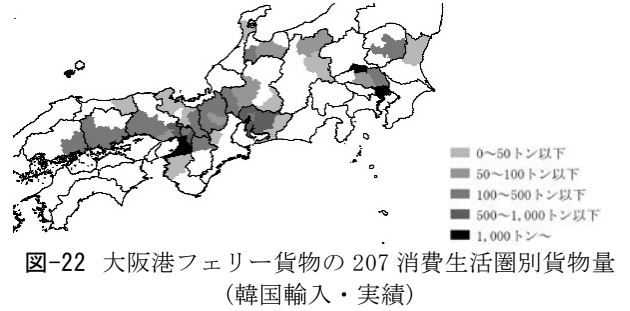 0～50トン以下
50～100トン以下
100～500トン以下
500～1,000トン以下
1,000トン～
図-22 大阪港フェリー貨物の 207 消費生活圏別貨物量
(韓国輸入・実績)